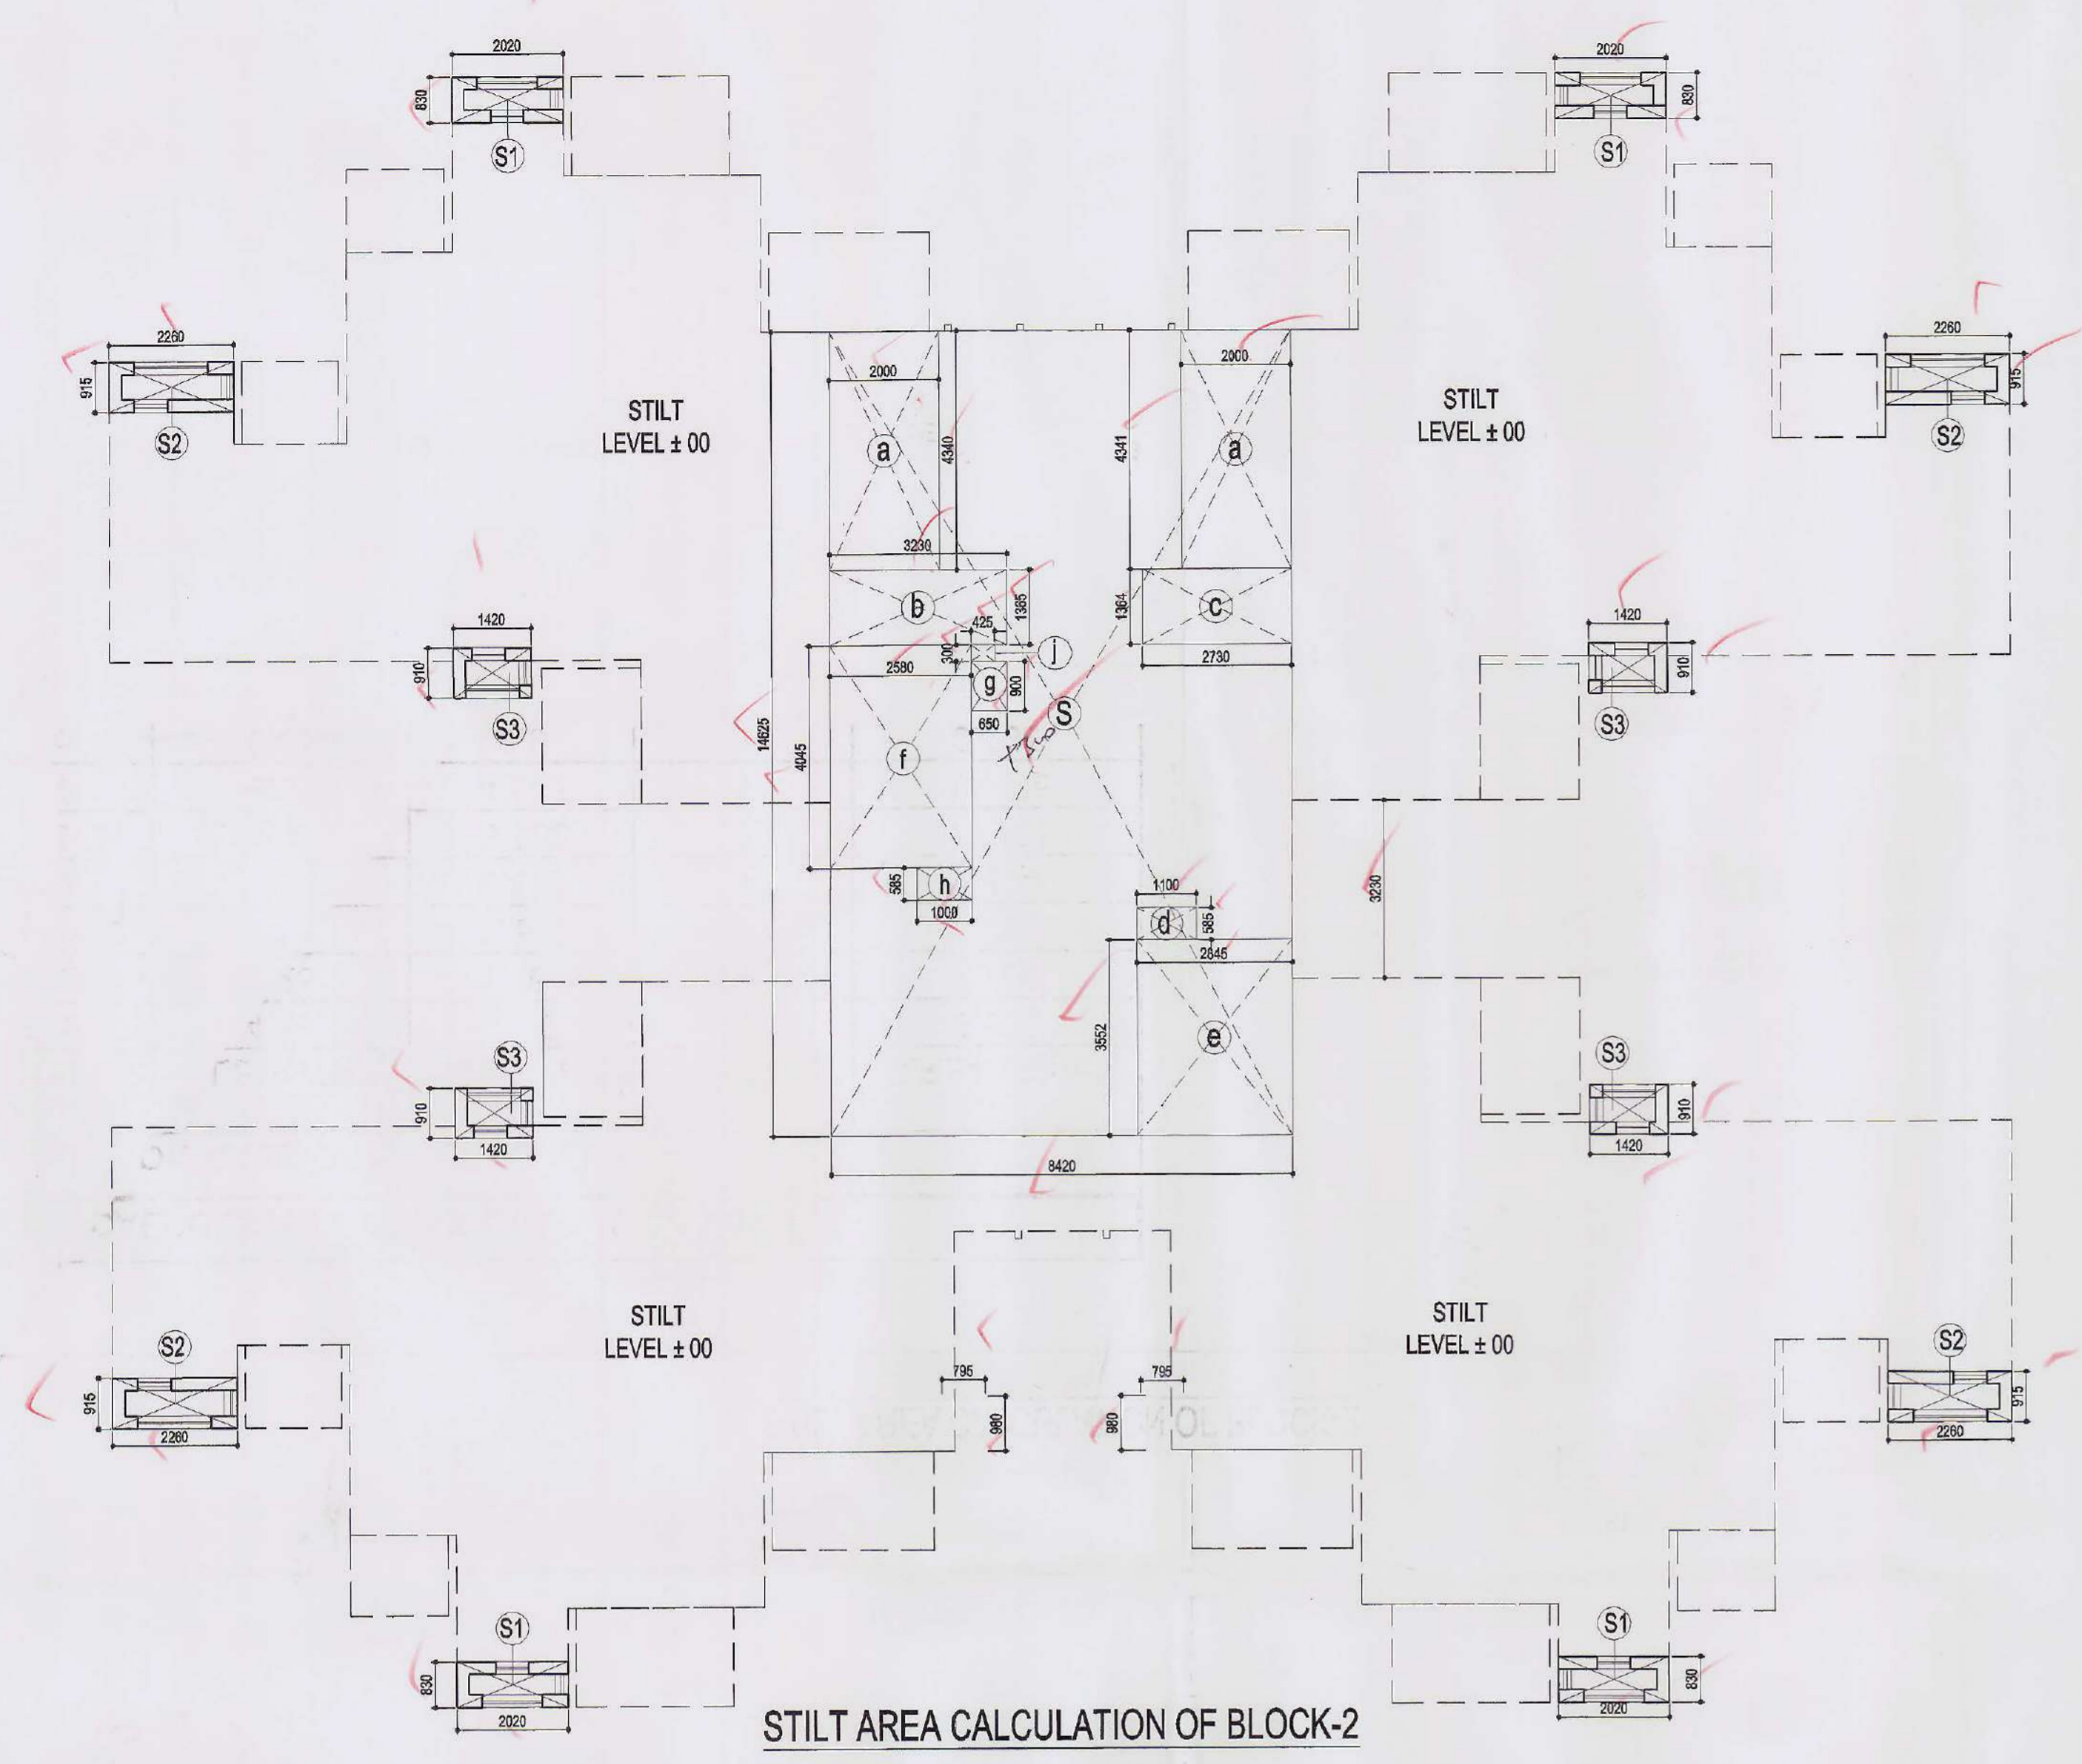 2020
2020
830
830
S1
S1
2260
2260
915
915
S2
S2
STILT
LEVEL ± 00
STILT
LEVEL ± 00
2000
2000
a
a
4340
4341
3230
b
c
1365
1364
425
300
j
2580
2730
g
900
650
S
f
14625
4045
h
585
1000
1100
d
585
2845
3552
e
8420
3230
1420
910
S3
1420
910
S3
S3
910
1420
S3
910
1420
STILT
LEVEL ± 00
STILT
LEVEL ± 00
S2
915
2260
S2
915
2260
795
795
980
980
S1
830
2020
S1
830
2020
STILT AREA CALCULATION OF BLOCK-2